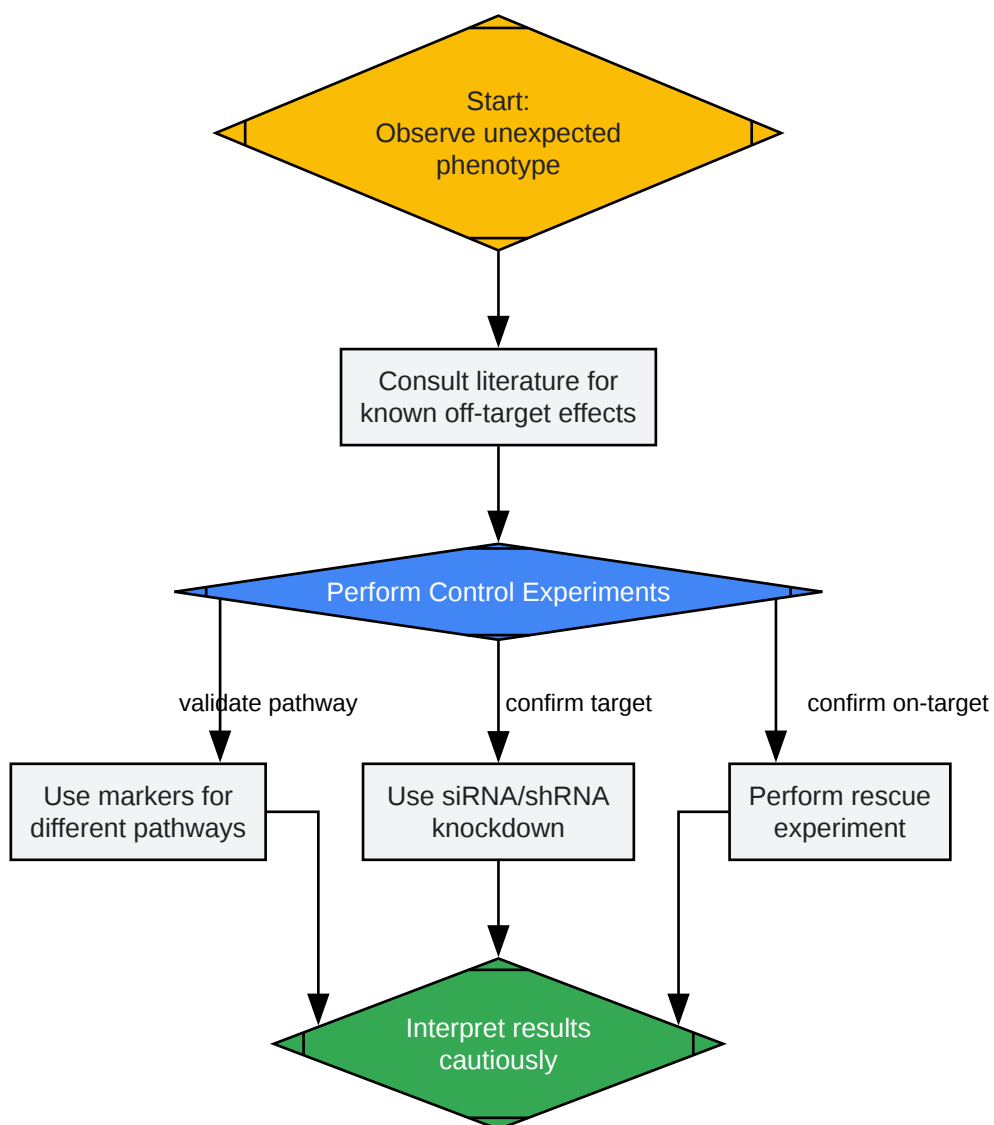 Start:
Observe unexpected
phenotype
Consult literature for
known off-target effects
Perform Control Experiments
validate pathway
confirm target
confirm on-target
Use markers for
different pathways
Use siRNA/shRNA
knockdown
Perform rescue
experiment
Interpret results
cautiously